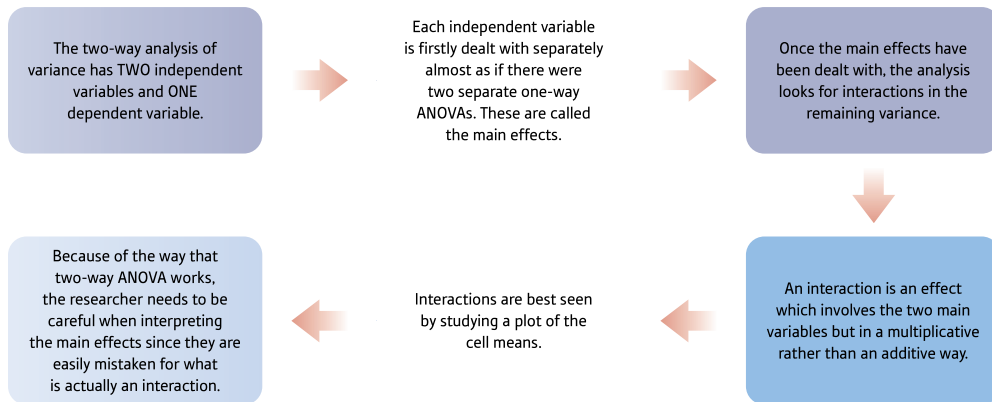 The two-way analysis of
variance has TWO independent
variables and ONE
dependent variable.
Each independent variable
is firstly dealt with separately
almost as if there were
two separate one-way
ANOVAs. These are called
the main effects.
Once the main effects have
been dealt with, the analysis
looks for interactions in the
remaining variance.
An interaction is an effect
which involves the two main
variables but in a multiplicative
rather than an additive way.
Interactions are best seen
by studying a plot of the
cell means.
Because of the way that
two-way ANOVA works,
the researcher needs to be
careful when interpreting
the main effects since they are
easily mistaken for what
is actually an interaction.